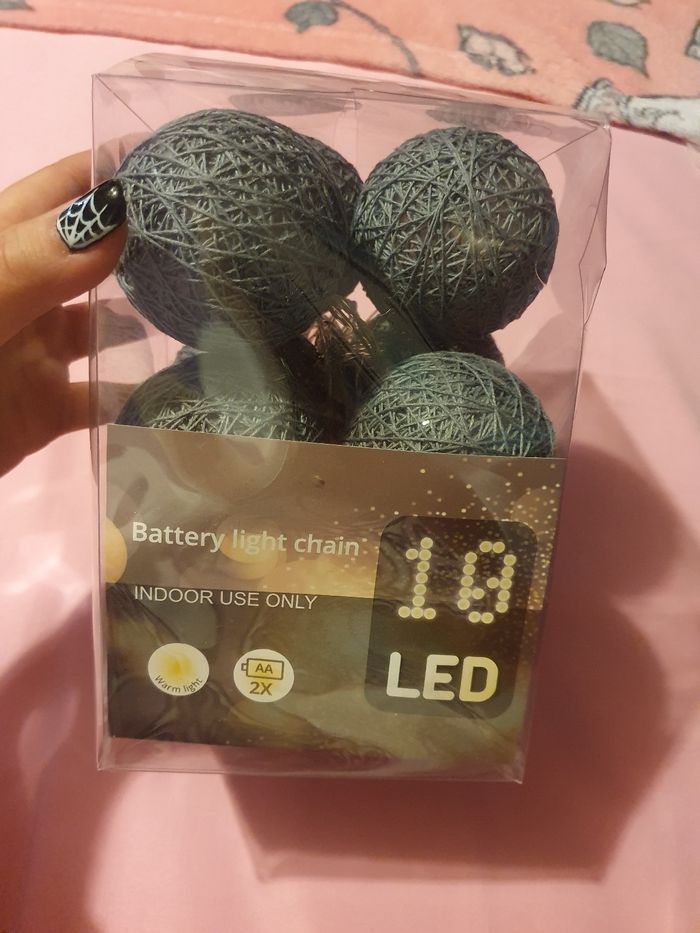 Battery light chain
INDOOR USE ONLY
10
LED
Warm light
AA
2X